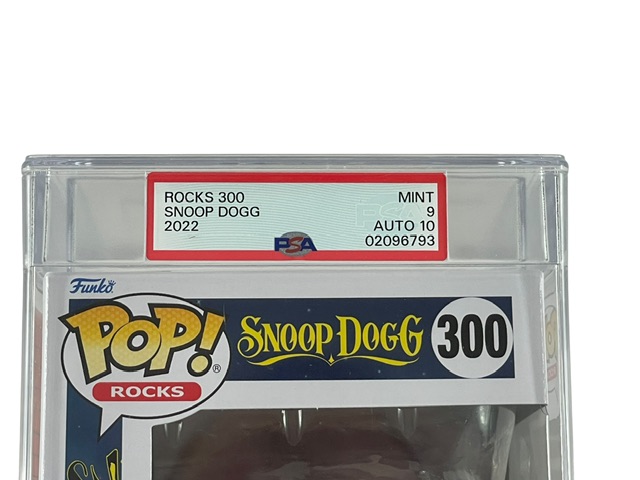 ROCKS 300
SNOOP DOGG
2022
MINT
9
AUTO 10
02096793
PSA
Funko
POP!
ROCKS
SNOOP DOGG
300